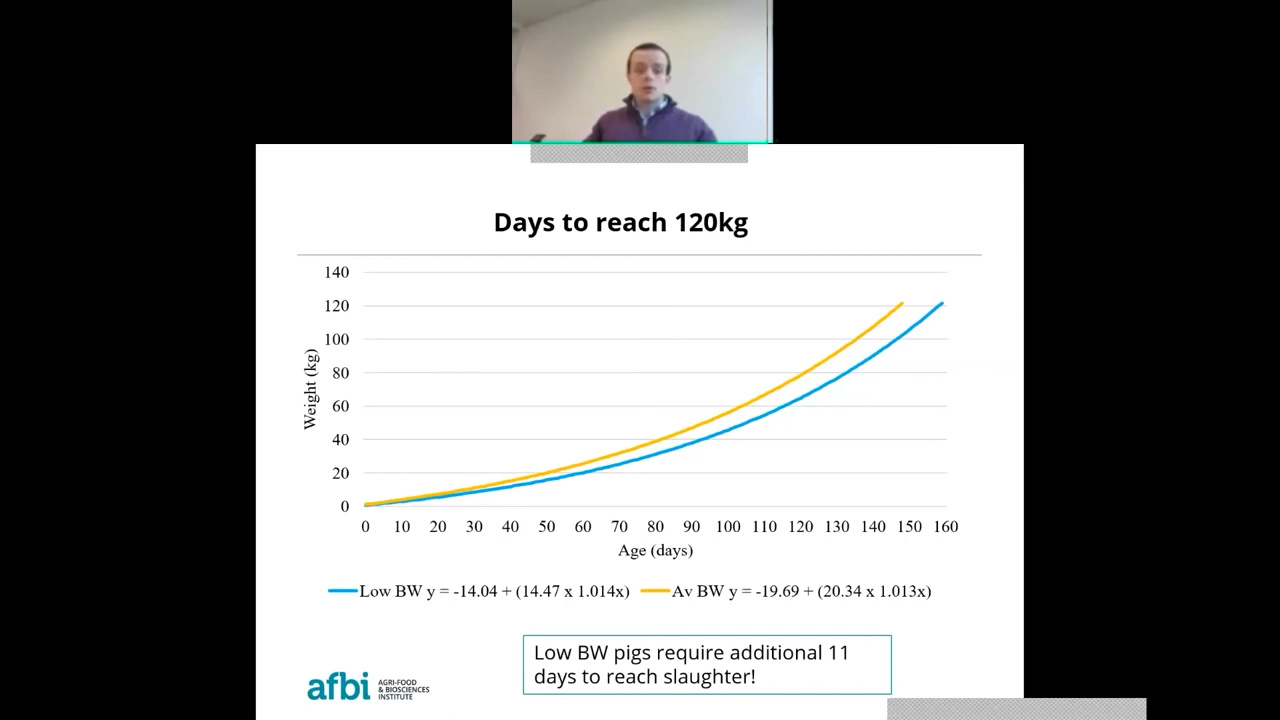 Days to reach 120kg
140
120
100
80
60
40
20
0
Weight (kg)
0 10 20 30 40 50 60 70 80 90 100 110 120 130 140 150 160
Age (days)
Low BW y = -14.04 + (14.47 x 1.014x) Av BW y = -19.69 + (20.34 x 1.013x)
Low BW pigs require additional 11
days to reach slaughter!
afbi
AGRI-FOOD
& BIOSCIENCES
INSTITUTE